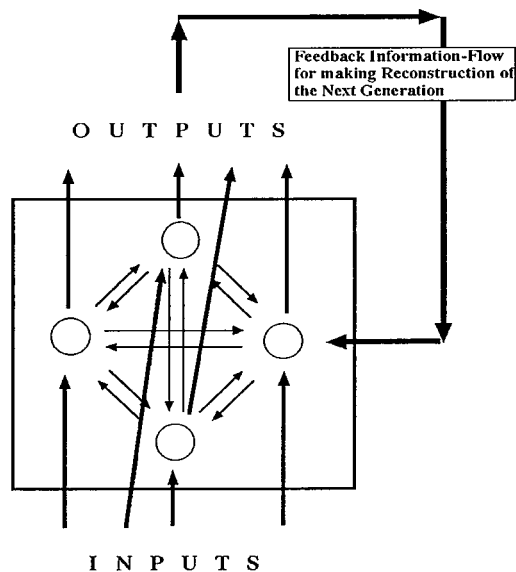 Feedback Information-Flow
for making Reconstruction of
the Next Generation
O U T P U T S
I N P U T S